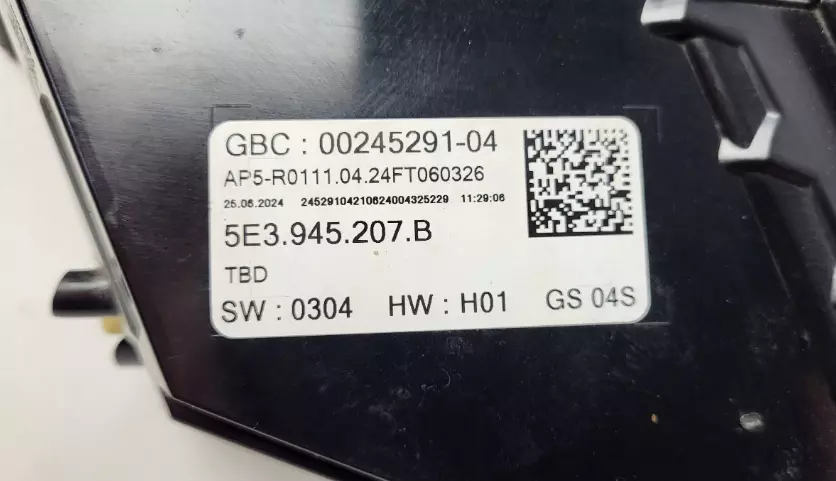 GBC : 00245291-04
AP5-R0111.04.24FT060326
25.06.2024 24529104210624004325229 11:29:06
5E3.945.207.B
TBD
SW : 0304 HW : H01 GS 04S